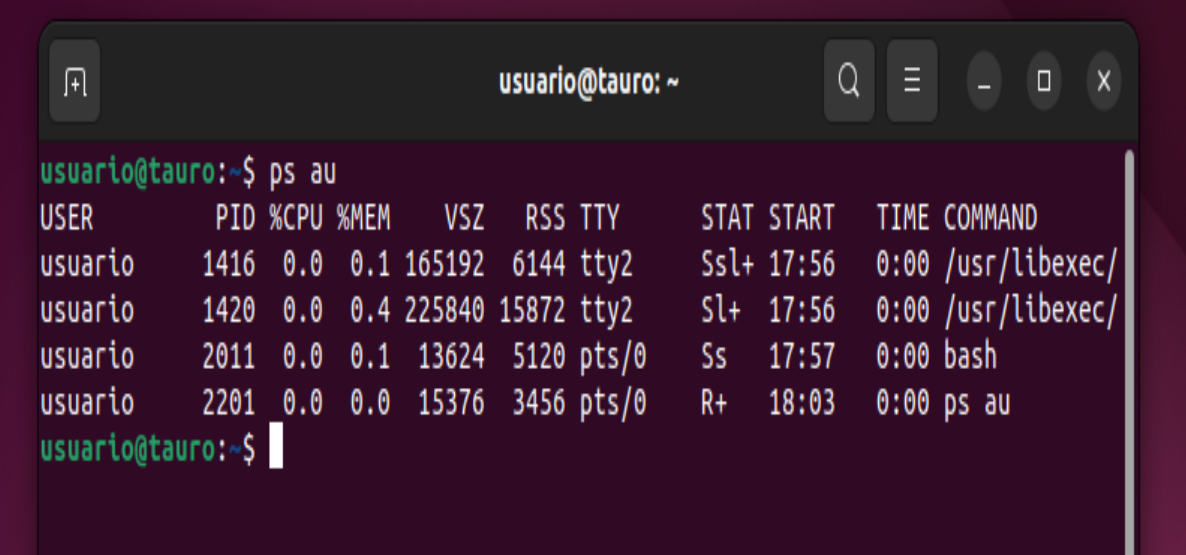 usuario@tauro: ~
usuario@tauro:~$ ps au
USER         PID %CPU %MEM    VSZ   RSS TTY      STAT START   TIME COMMAND
usuario     1416  0.0  0.1 165192  6144 tty2     Ssl+ 17:56   0:00 /usr/libexec/
usuario     1420  0.0  0.4 225840 15872 tty2     Sl+  17:56   0:00 /usr/libexec/
usuario     2011  0.0  0.1  13624  5120 pts/0    Ss   17:57   0:00 bash
usuario     2201  0.0  0.0  15376  3456 pts/0    R+   18:03   0:00 ps au
usuario@tauro:~$